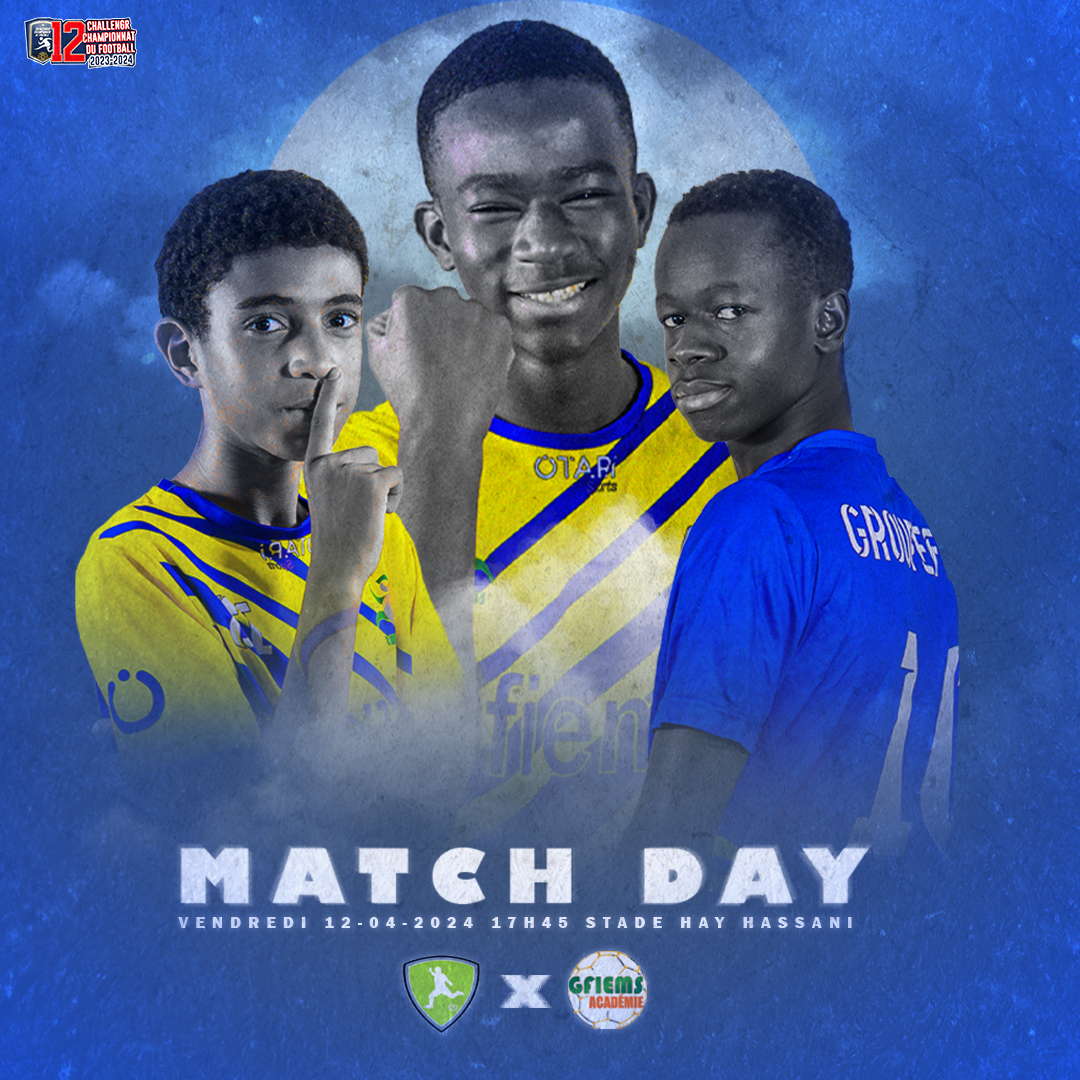 12
CHALLENGR
CHAMPIONNAT
DU FOOTBALL
2023-2024
ÖTARi
GROUPEF
fiem
MATCH DAY
VENDREDI 12-04-2024 17H45 STADE HAY HASSANI
X
GFIEMS
ACADÉMIE